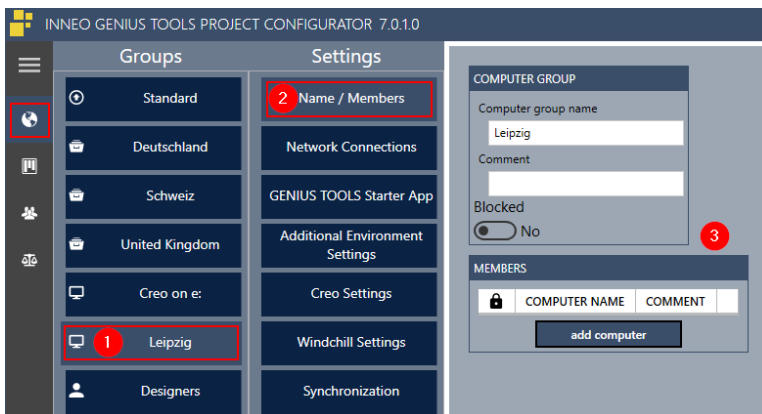 INNEO GENIUS TOOLS PROJECT CONFIGURATOR 7.0.1.0
Groups
Standard
Deutschland
Schweiz
United Kingdom
Creo on e:
1 Leipzig
Designers
Settings
2 Name / Members
Network Connections
GENIUS TOOLS Starter App
Additional Environment
Settings
Creo Settings
Windchill Settings
Synchronization
COMPUTER GROUP
Computer group name
Leipzig
Comment
Blocked
No
3
MEMBERS
COMPUTER NAME COMMENT
add computer